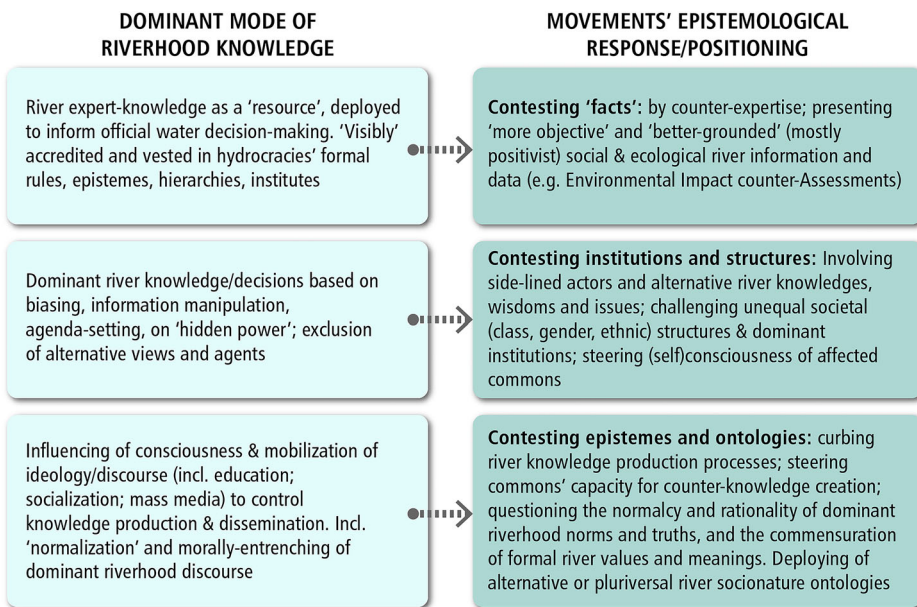 DOMINANT MODE OF
RIVERHOOD KNOWLEDGE
MOVEMENTS’ EPISTEMOLOGICAL
RESPONSE/POSITIONING
River expert-knowledge as a ‘resource’, deployed
to inform official water decision-making. ‘Visibly’
accredited and vested in hydrocracies’ formal
rules, epistemes, hierarchies, institutes
Contesting ‘facts’: by counter-expertise; presenting
‘more objective’ and ‘better-grounded’ (mostly
positivist) social & ecological river information and
data (e.g. Environmental Impact counter-Assessments)
Dominant river knowledge/decisions based on
biasing, information manipulation,
agenda-setting, on ‘hidden power’; exclusion
of alternative views and agents
Contesting institutions and structures: Involving
side-lined actors and alternative river knowledges,
wisdoms and issues; challenging unequal societal
(class, gender, ethnic) structures & dominant
institutions; steering (self)consciousness of affected
commons
Influencing of consciousness & mobilization of
ideology/discourse (incl. education;
socialization; mass media) to control
knowledge production & dissemination. Incl.
‘normalization’ and morally-entrenching of
dominant riverhood discourse
Contesting epistemes and ontologies: curbing
river knowledge production processes; steering
commons’ capacity for counter-knowledge creation;
questioning the normalcy and rationality of dominant
riverhood norms and truths, and the commensuration
of formal river values and meanings. Deploying of
alternative or pluriversal river socionature ontologies